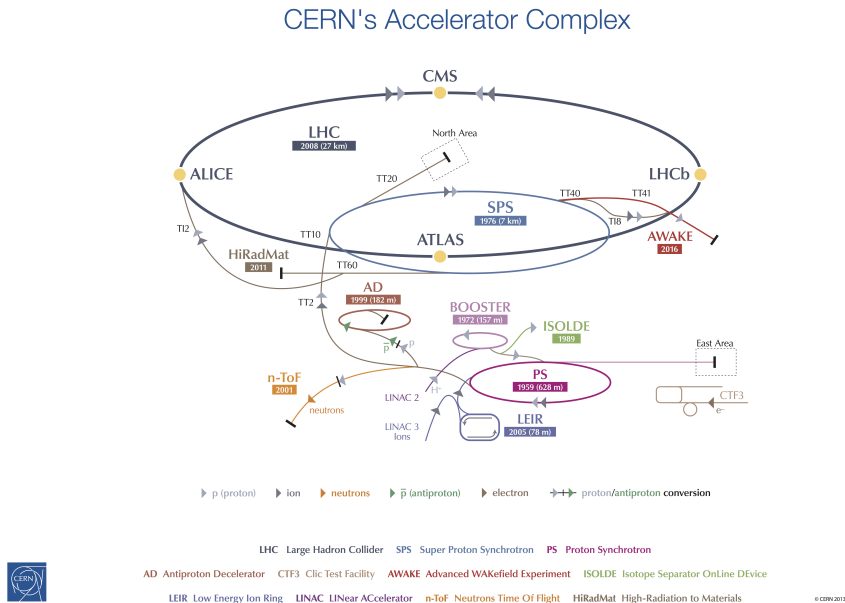 CERN's Accelerator Complex
CMS
LHC
2008 (27 km)
North Area
ALICE
LHCb
TT20
TT40
TT41
SPS
1976 (7 km)
TI2
TT10
TI8
ATLAS
AWAKE
2016
HiRadMat
2011
TT60
AD
1999 (182 m)
TT2
BOOSTER
1972 (157 m)
ISOLDE
1989
p̅
p
East Area
n-ToF
2001
PS
1959 (628 m)
H⁺
LINAC 2
neutrons
CTF3
e⁻
LEIR
2005 (78 m)
LINAC 3
Ions
p (proton) ion neutrons p̅ (antiproton) electron proton/antiproton conversion
LHC Large Hadron Collider SPS Super Proton Synchrotron PS Proton Synchrotron
AD Antiproton Decelerator CTF3 Clic Test Facility AWAKE Advanced WAKefield Experiment ISOLDE Isotope Separator OnLine DEvice
LEIR Low Energy Ion Ring LINAC LINear ACcelerator n-ToF Neutrons Time Of Flight HiRadMat High-Radiation to Materials
CERN
© CERN 2013